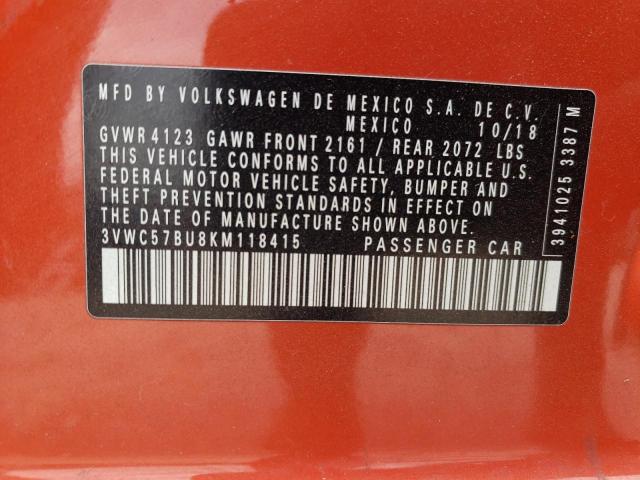 MFD BY VOLKSWAGEN DE MEXICO S.A. DE C.V.
MEXICO 10/18
GVWR 4123 GAWR FRONT 2161 / REAR 2072 LBS
THIS VEHICLE CONFORMS TO ALL APPLICABLE U.S.
FEDERAL MOTOR VEHICLE SAFETY, BUMPER AND
THEFT PREVENTION STANDARDS IN EFFECT ON
THE DATE OF MANUFACTURE SHOWN ABOVE.
3VWC57BU8KM118415 PASSENGER CAR
3941025 3387 M